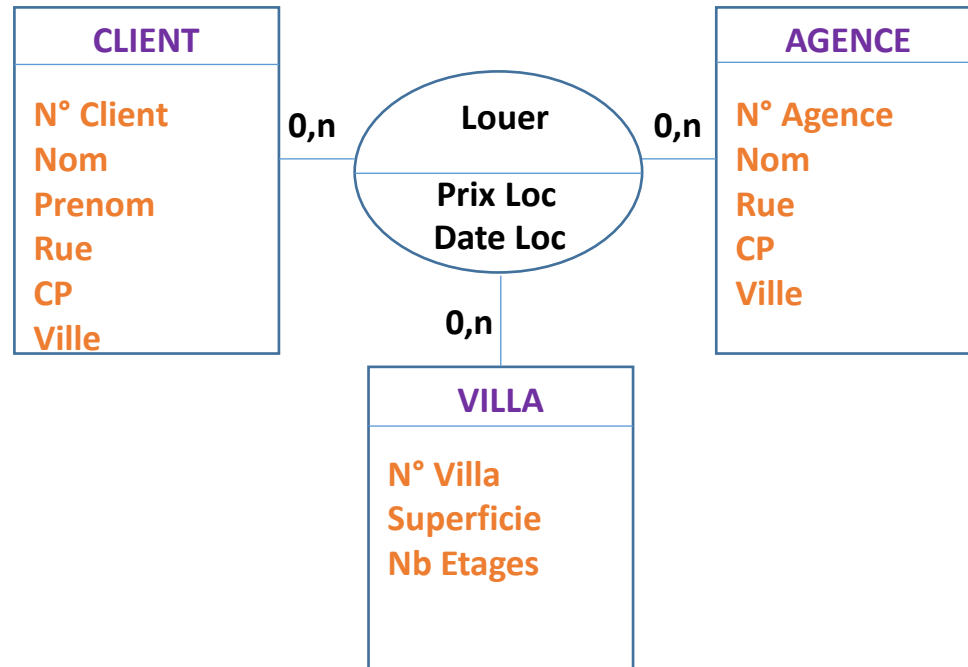 CLIENT
N° Client
Nom
Prenom
Rue
CP
Ville
0,n
Louer
Prix Loc
Date Loc
0,n
AGENCE
N° Agence
Nom
Rue
CP
Ville
0,n
VILLA
N° Villa
Superficie
Nb Etages